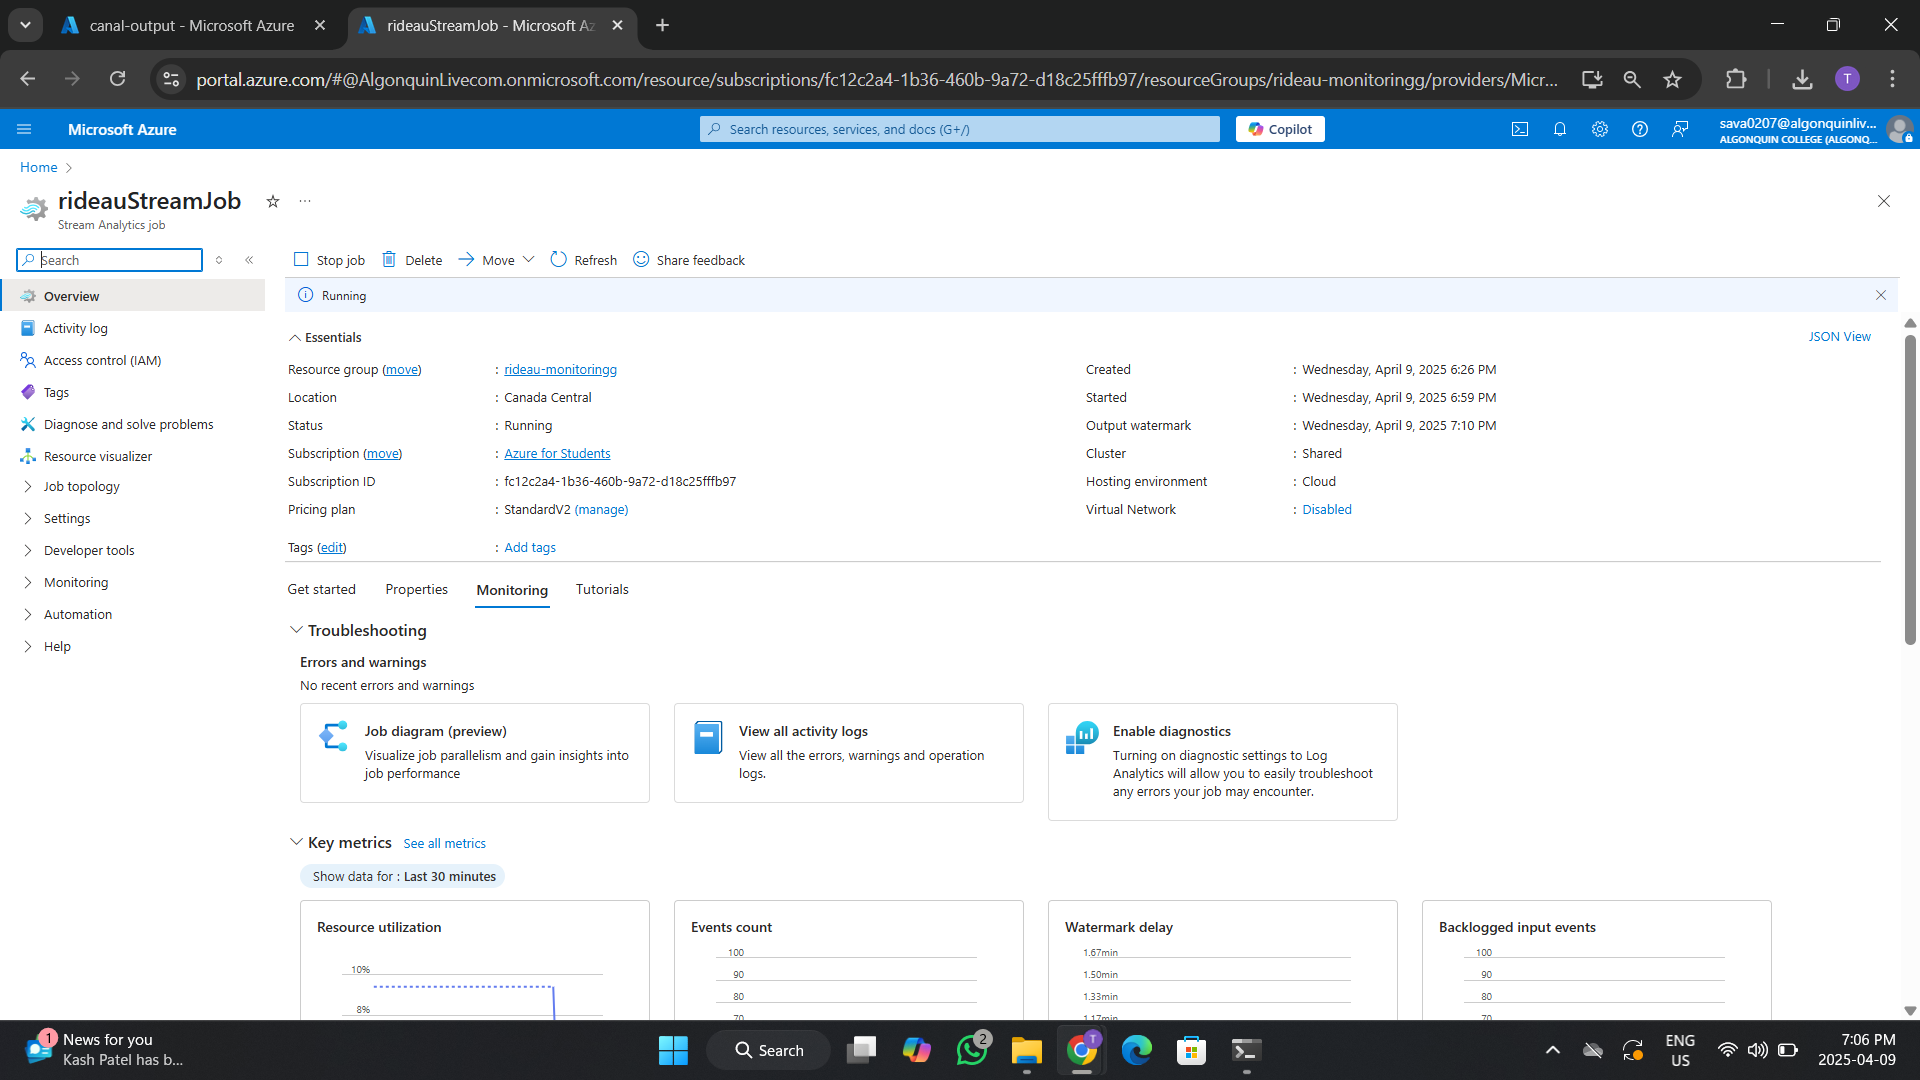 canal-output - Microsoft Azure
rideauStreamJob - Microsoft Az
portal.azure.com/#@AlgonquinLivecom.onmicrosoft.com/resource/subscriptions/fc12c2a4-1b36-460b-9a72-d18c25fffb97/resourceGroups/rideau-monitoringg/providers/Micr...
T
Microsoft Azure
Search resources, services, and docs (G+/)
Copilot
sava0207@algonquinliv...
ALGONQUIN COLLEGE (ALGONQ...
Home
rideauStreamJob
Stream Analytics job
Search
Stop job
Delete
Move
Refresh
Share feedback
Overview
Activity log
Access control (IAM)
Tags
Diagnose and solve problems
Resource visualizer
Job topology
Settings
Developer tools
Monitoring
Automation
Help
Running
Essentials
JSON View
Resource group (move) : rideau-monitoringg
Location : Canada Central
Status : Running
Subscription (move) : Azure for Students
Subscription ID : fc12c2a4-1b36-460b-9a72-d18c25fffb97
Pricing plan : StandardV2 (manage)
Tags (edit) : Add tags
Created : Wednesday, April 9, 2025 6:26 PM
Started : Wednesday, April 9, 2025 6:59 PM
Output watermark : Wednesday, April 9, 2025 7:10 PM
Cluster : Shared
Hosting environment : Cloud
Virtual Network : Disabled
Get started
Properties
Monitoring
Tutorials
Troubleshooting
Errors and warnings
No recent errors and warnings
Job diagram (preview)
Visualize job parallelism and gain insights into
job performance
View all activity logs
View all the errors, warnings and operation
logs.
Enable diagnostics
Turning on diagnostic settings to Log
Analytics will allow you to easily troubleshoot
any errors your job may encounter.
Key metrics See all metrics
Show data for : Last 30 minutes
Resource utilization
10%
8%
Events count
100
90
80
70
Watermark delay
1.67min
1.50min
1.33min
1.17min
Backlogged input events
100
90
80
70
1
News for you
Kash Patel has b...
Search
2
T
ENG
US
7:06 PM
2025-04-09